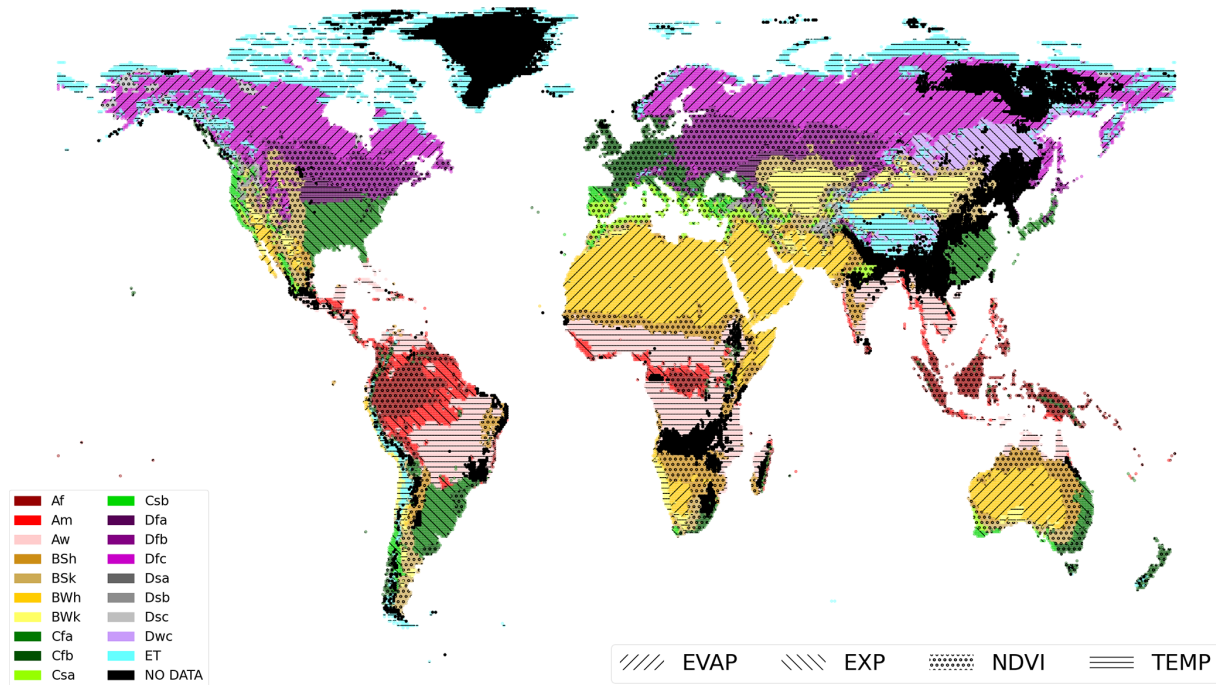 Af
Am
Aw
BSh
BSk
BWh
BWk
Cfa
Cfb
Csa
Csb
Dfa
Dfb
Dfc
Dsa
Dsb
Dsc
Dwc
ET
NO DATA
EVAP EXP NDVI TEMP